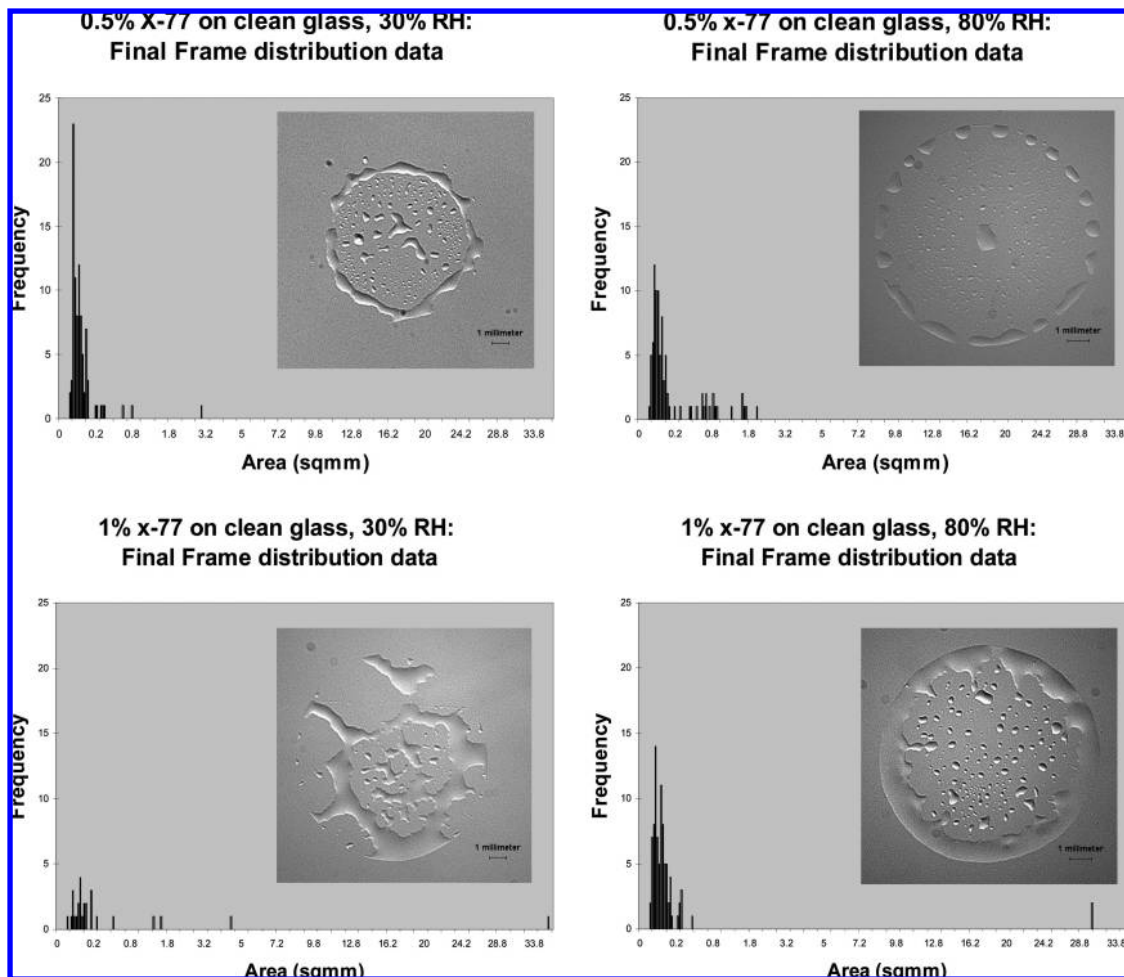 0.5% X-77 on clean glass, 30% RH:
Final Frame distribution data
25
20
15
10
5
0
Frequency
1 millimeter
0 0.2 0.8 1.8 3.2 5 7.2 9.8 12.8 16.2 20 24.2 28.8 33.8
Area (sqmm)
0.5% x-77 on clean glass, 80% RH:
Final Frame distribution data
25
20
15
10
5
0
Frequency
1 millimeter
0 0.2 0.8 1.8 3.2 5 7.2 9.8 12.8 16.2 20 24.2 28.8 33.8
Area (sqmm)
1% x-77 on clean glass, 30% RH:
Final Frame distribution data
25
20
15
10
5
0
Frequency
1 millimeter
0 0.2 0.8 1.8 3.2 5 7.2 9.8 12.8 16.2 20 24.2 28.8 33.8
Area (sqmm)
1% x-77 on clean glass, 80% RH:
Final Frame distribution data
25
20
15
10
5
0
Frequency
1 millimeter
0 0.2 0.8 1.8 3.2 5 7.2 9.8 12.8 16.2 20 24.2 28.8 33.8
Area (sqmm)